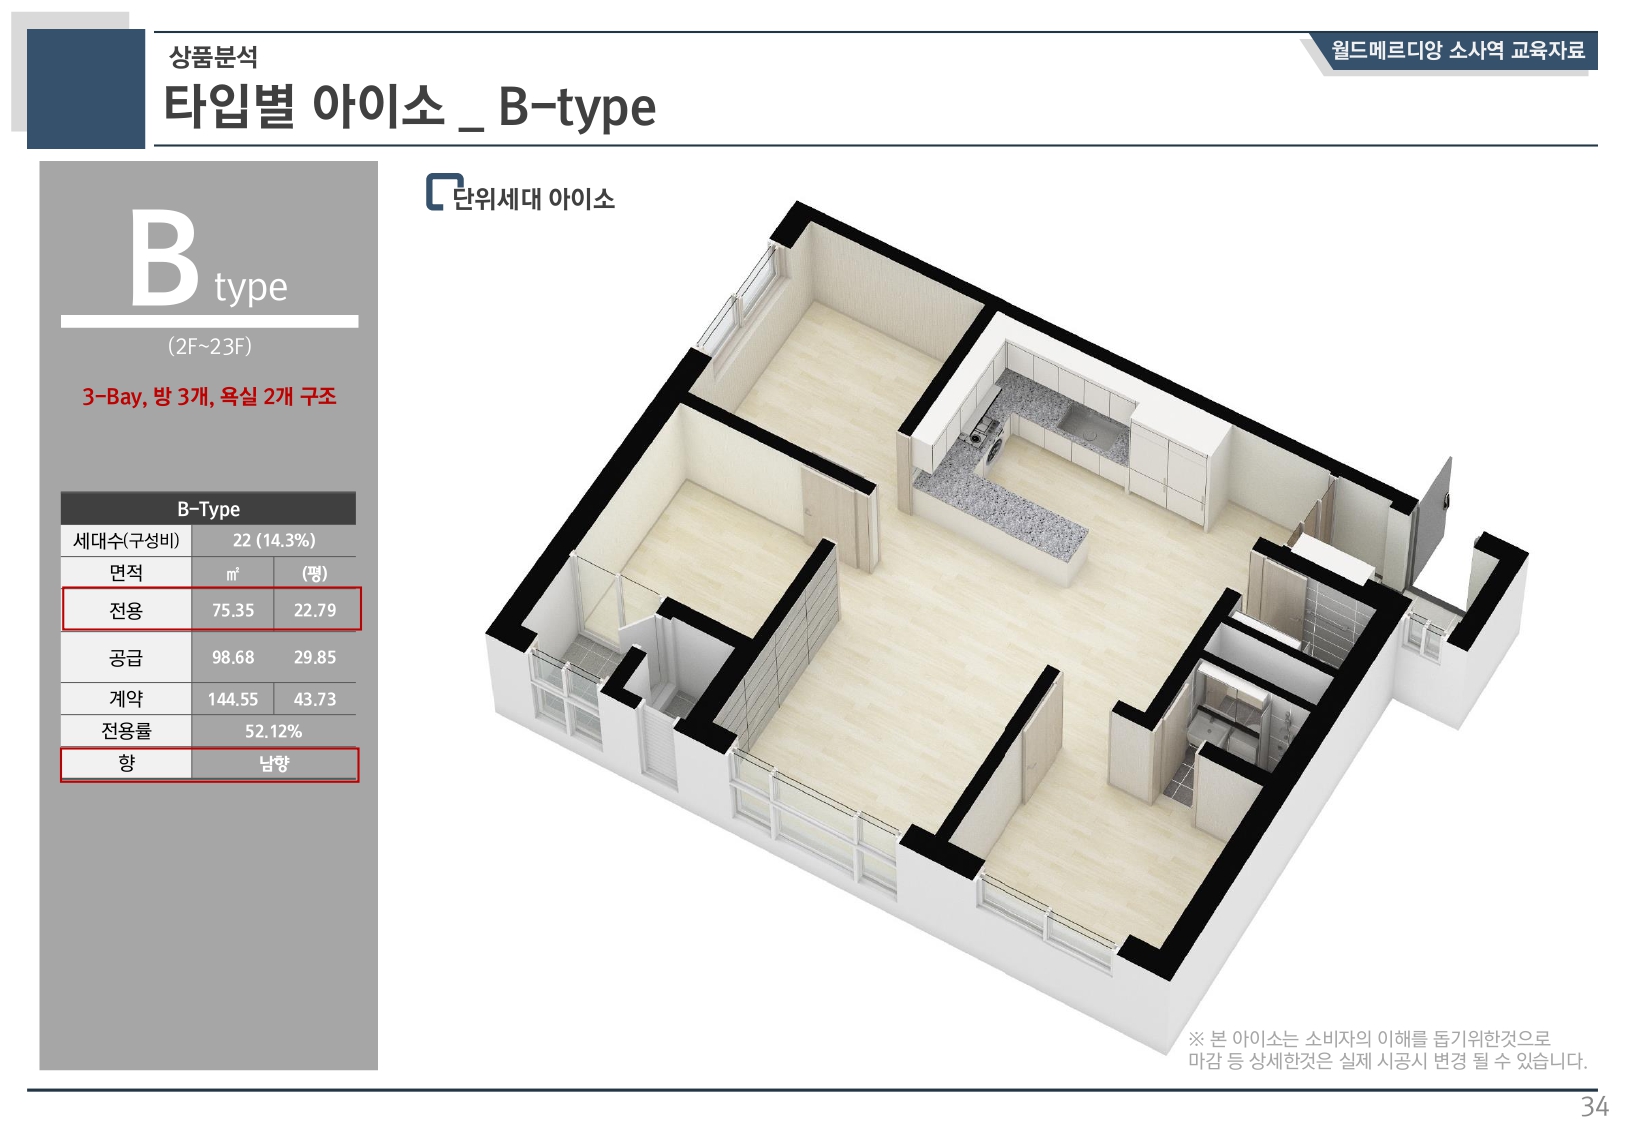 상품분석
타입별 아이소 _ B-type
월드메르디앙 소사역 교육자료
B type
(2F~23F)
3-Bay, 방 3개, 욕실 2개 구조
B-Type
세대수(구성비) 22 (14.3%)
면적 ㎡ (평)
전용 75.35 22.79
공급 98.68 29.85
계약 144.55 43.73
전용률 52.12%
향 남향
단위세대 아이소
※ 본 아이소는 소비자의 이해를 돕기위한것으로
마감 등 상세한것은 실제 시공시 변경 될 수 있습니다.
34